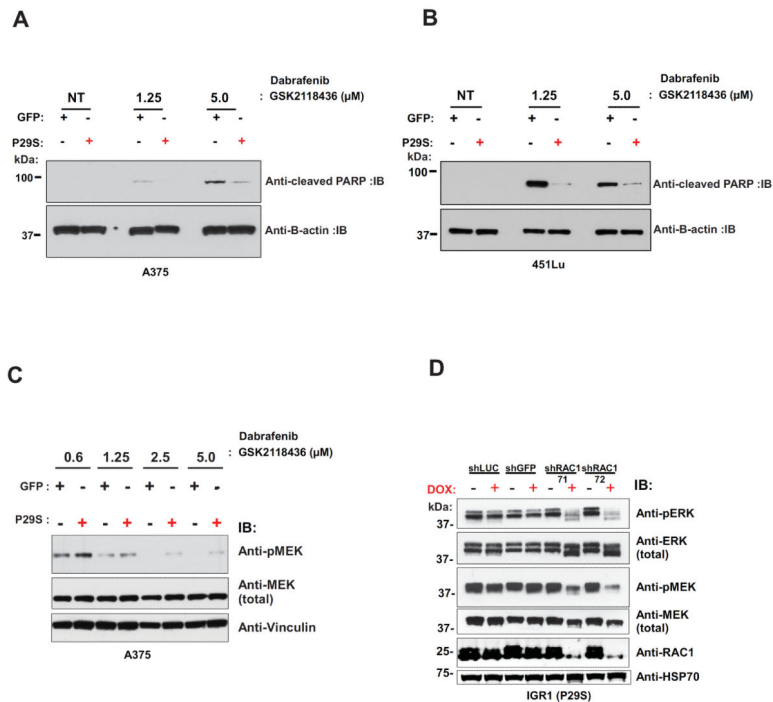 A
Dabrafenib
NT 1.25 5.0 : GSK2118436 (µM)
GFP: + - + - + -
P29S: - + - + - +
kDa:
100 Anti-cleaved PARP :IB
37 Anti-B-actin :IB
A375
B
Dabrafenib
NT 1.25 5.0 : GSK2118436 (µM)
GFP: + - + - + -
P29S: - + - + - +
kDa:
100 Anti-cleaved PARP :IB
37 Anti-B-actin :IB
451Lu
C
Dabrafenib
0.6 1.25 2.5 5.0 : GSK2118436 (µM)
GFP: + - + - + - + -
P29S: - + - + - + - + IB:
Anti-pMEK
Anti-MEK
(total)
Anti-Vinculin
A375
D
shLUC shGFP shRAC1 shRAC1
71 72 IB:
DOX: - + - + - + - +
kDa:
37- Anti-pERK
37- Anti-ERK
(total)
37- Anti-pMEK
37- Anti-MEK
(total)
25- Anti-RAC1
75- Anti-HSP70
IGR1 (P29S)